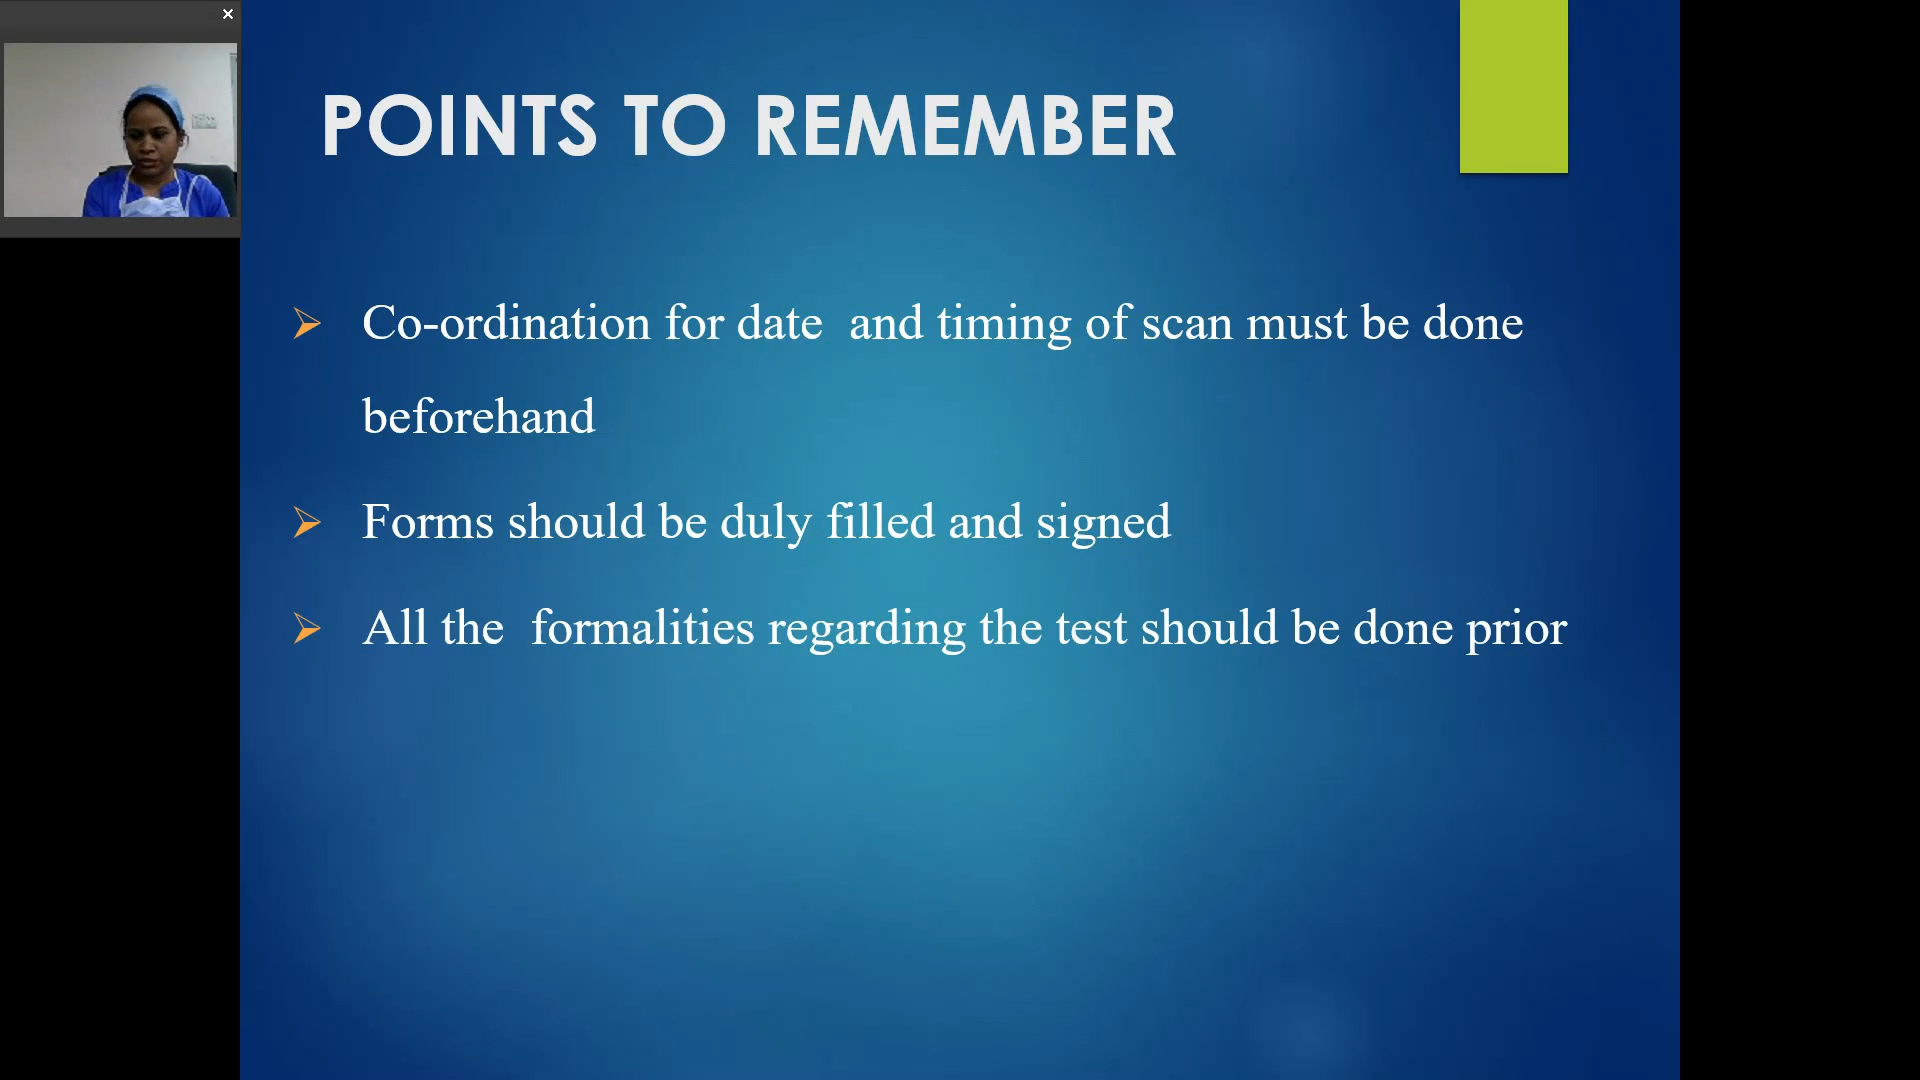 POINTS TO REMEMBER
Co-ordination for date  and timing of scan must be done
beforehand
Forms should be duly filled and signed
All the  formalities regarding the test should be done prior